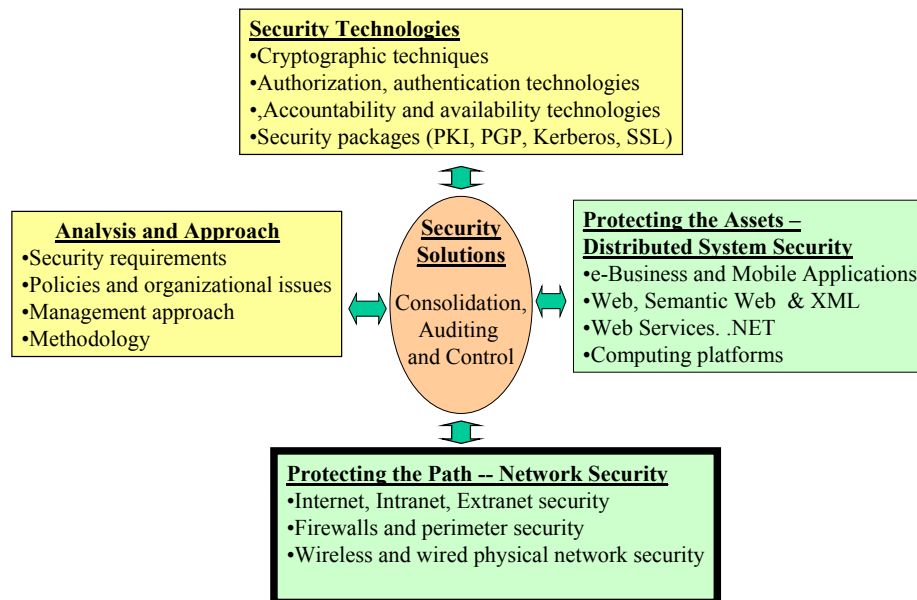 Security Technologies
•Cryptographic techniques
•Authorization, authentication technologies
•,Accountability and availability technologies
•Security packages (PKI, PGP, Kerberos, SSL)
Analysis and Approach
•Security requirements
•Policies and organizational issues
•Management approach
•Methodology
Security
Solutions
Consolidation,
Auditing
and Control
Protecting the Assets –
Distributed System Security
•e-Business and Mobile Applications
•Web, Semantic Web & XML
•Web Services. .NET
•Computing platforms
Protecting the Path -- Network Security
•Internet, Intranet, Extranet security
•Firewalls and perimeter security
•Wireless and wired physical network security